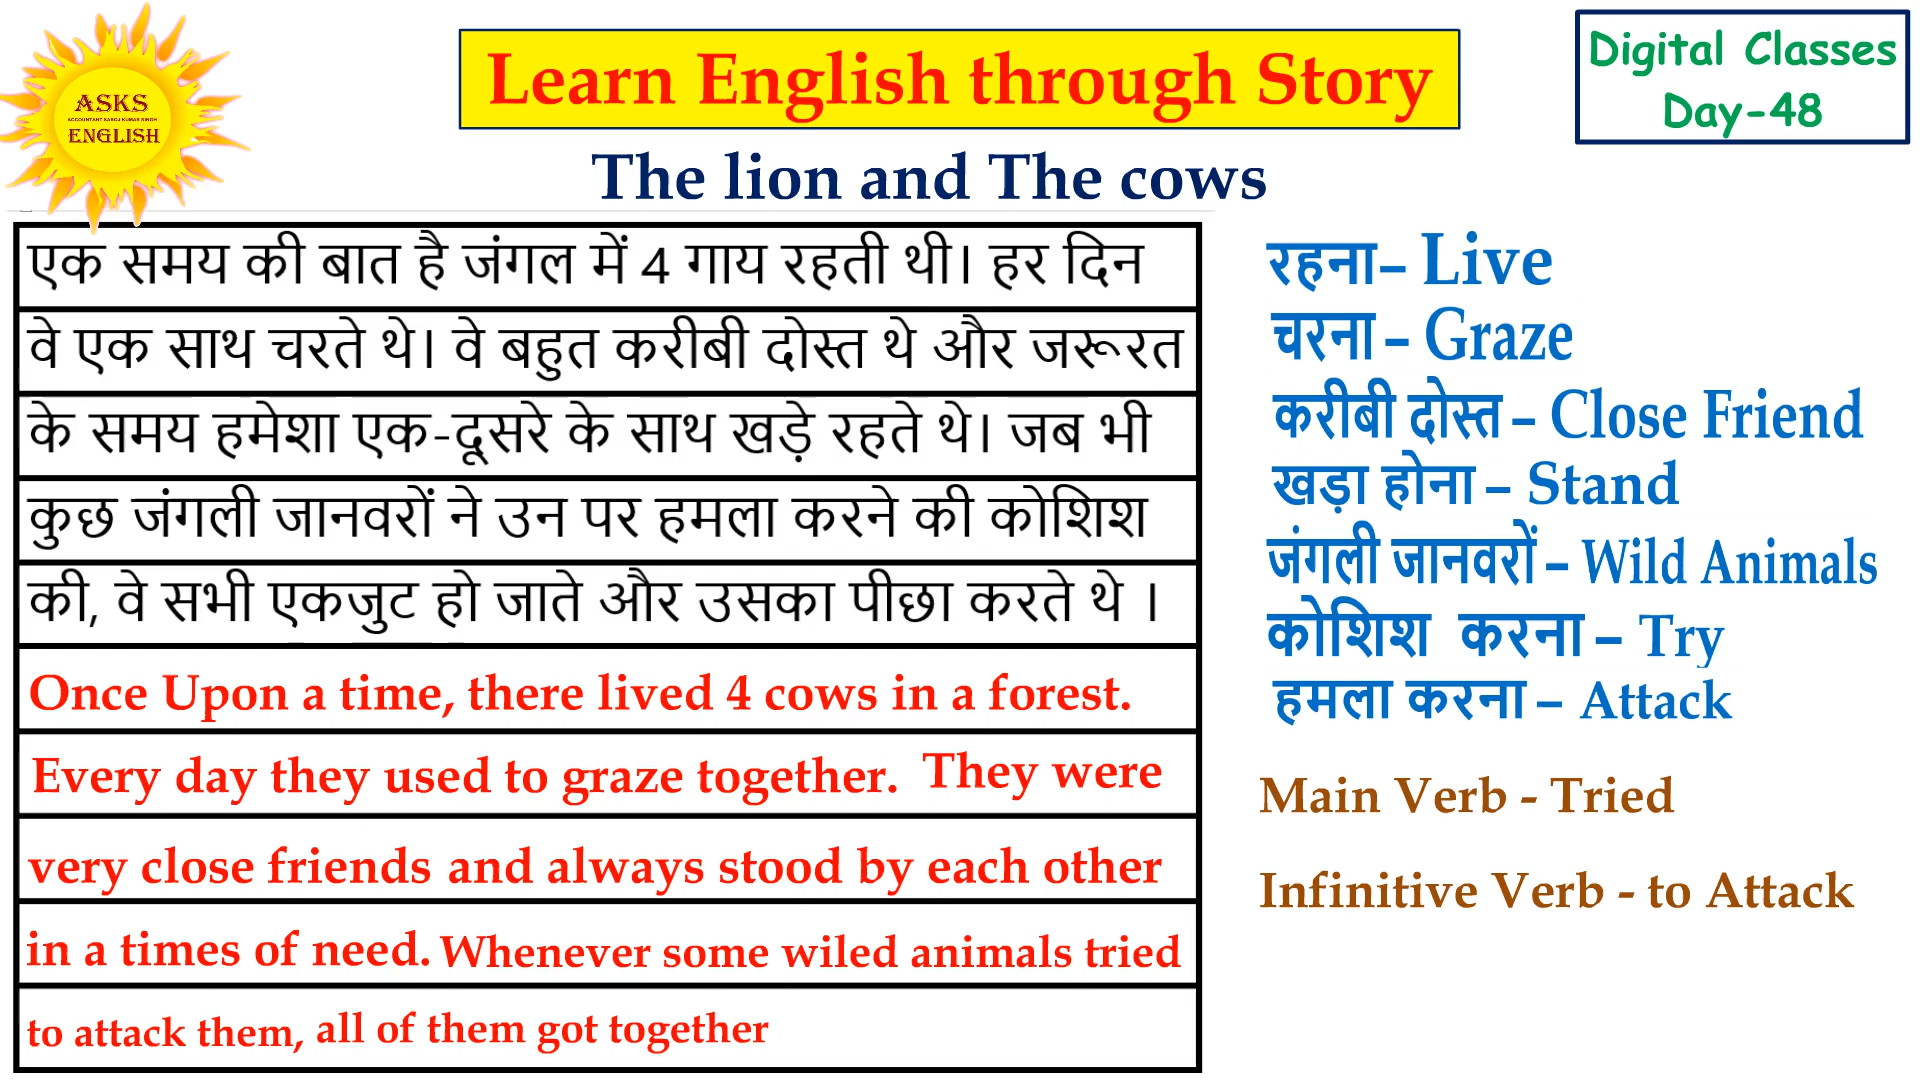 ASKS
ACCOUNTANT SAROJ KUMAR SINGH
ENGLISH
Learn English through Story
Digital Classes
Day-48
The lion and The cows
एक समय की बात है जंगल में 4 गाय रहती थी। हर दिन
वे एक साथ चरते थे। वे बहुत करीबी दोस्त थे और जरूरत
के समय हमेशा एक-दूसरे के साथ खड़े रहते थे। जब भी
कुछ जंगली जानवरों ने उन पर हमला करने की कोशिश
की, वे सभी एकजुट हो जाते और उसका पीछा करते थे ।
Once Upon a time, there lived 4 cows in a forest.
Every day they used to graze together. They were
very close friends and always stood by each other
in a times of need. Whenever some wiled animals tried
to attack them, all of them got together
रहना– Live
चरना – Graze
करीबी दोस्त – Close Friend
खड़ा होना – Stand
जंगली जानवरों – Wild Animals
कोशिश करना – Try
हमला करना – Attack
Main Verb - Tried
Infinitive Verb - to Attack